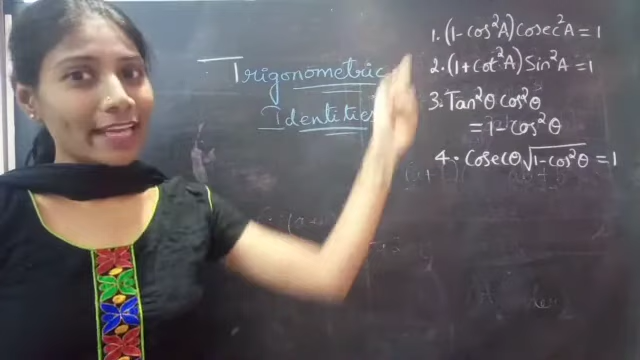 Trigonometric
Identities
1. (1-cos²A)cosec²A = 1
2. (1+cot²A) Sin²A = 1
3. Tan²θ cos²θ
= 1-cos²θ
4. Cosecθ √(1-cos²θ) = 1